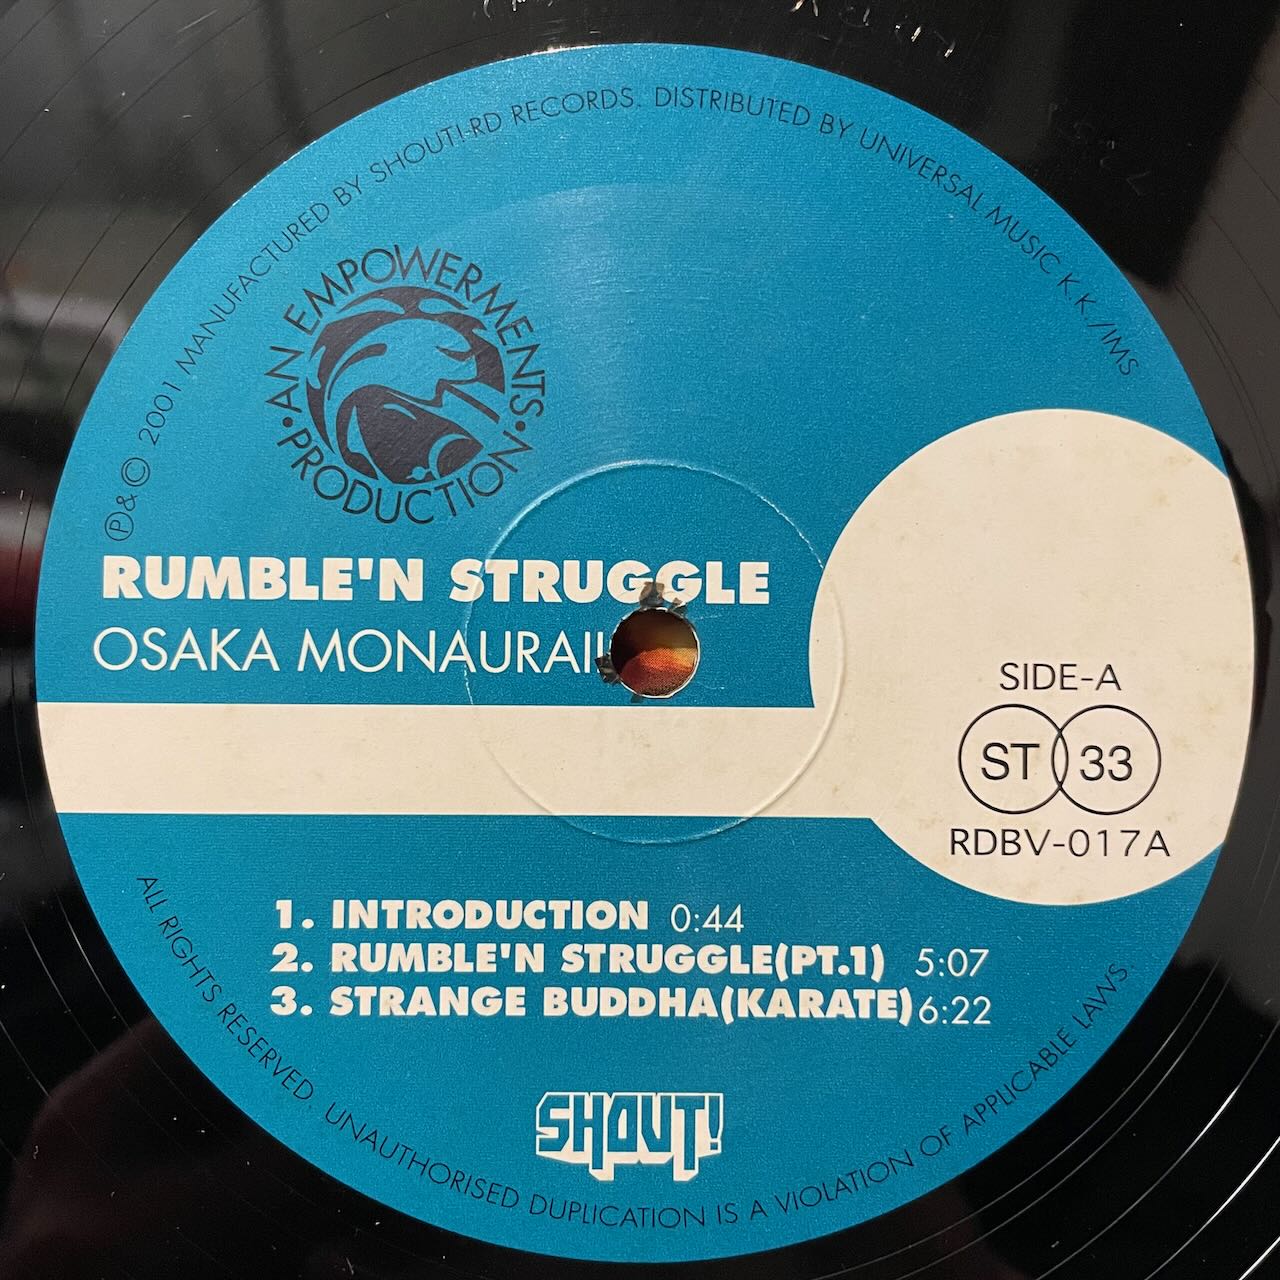 ℗ & © 2001 MANUFACTURED BY SHOUT!-RD RECORDS. DISTRIBUTED BY UNIVERSAL MUSIC K.K./IMS
·AN EMPOWERMENTS·
PRODUCTION
RUMBLE'N STRUGGLE
OSAKA
SIDE-A
ST 33
RDBV-017A
1. INTRODUCTION 0:44
2. RUMBLE'N STRUGGLE(PT.1) 5:07
3. STRANGE BUDDHA(KARATE) 6:22
SHOUT!
ALL RIGHTS RESERVED. UNAUTHORISED DUPLICATION IS A VIOLATION OF APPLICABLE LAWS.